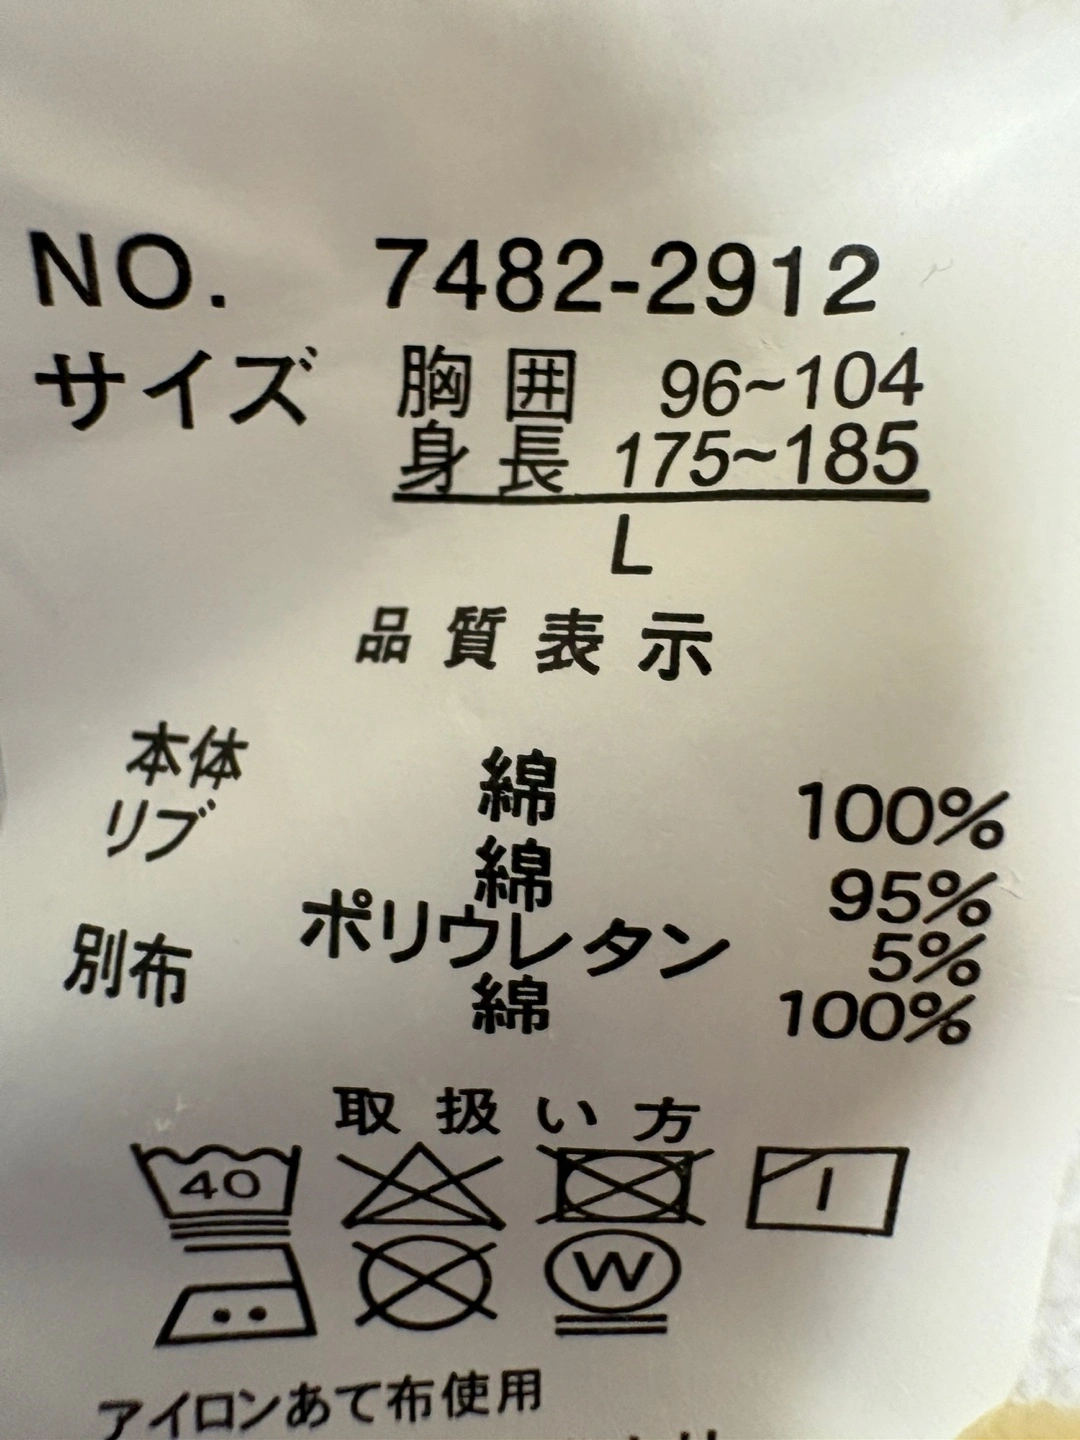 NO. 7482-2912
サイズ 胸囲 96~104
身長 175~185
L
品質表示
本体 綿 100%
リブ 綿 95%
ポリウレタン 5%
別布 綿 100%
取扱い方
40
W
アイロンあて布使用